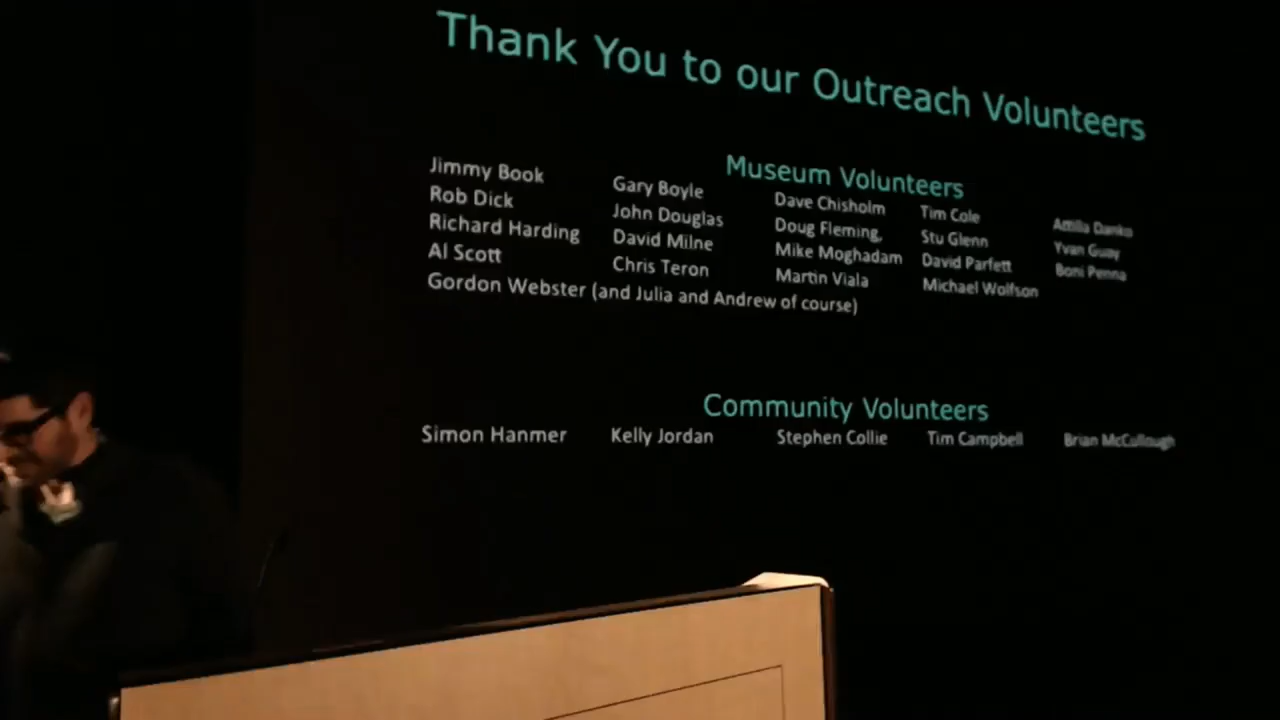 Thank You to our Outreach Volunteers
Museum Volunteers
Jimmy Book Gary Boyle Dave Chisholm Tim Cole Attilla Danko
Rob Dick John Douglas Doug Fleming, Stu Glenn Yvan Guay
Richard Harding David Milne Mike Moghadam David Parfett Boni Penna
Al Scott Chris Teron Martin Viala Michael Wolfson
Gordon Webster (and Julia and Andrew of course)
Community Volunteers
Simon Hanmer Kelly Jordan Stephen Collie Tim Campbell Brian McCullough